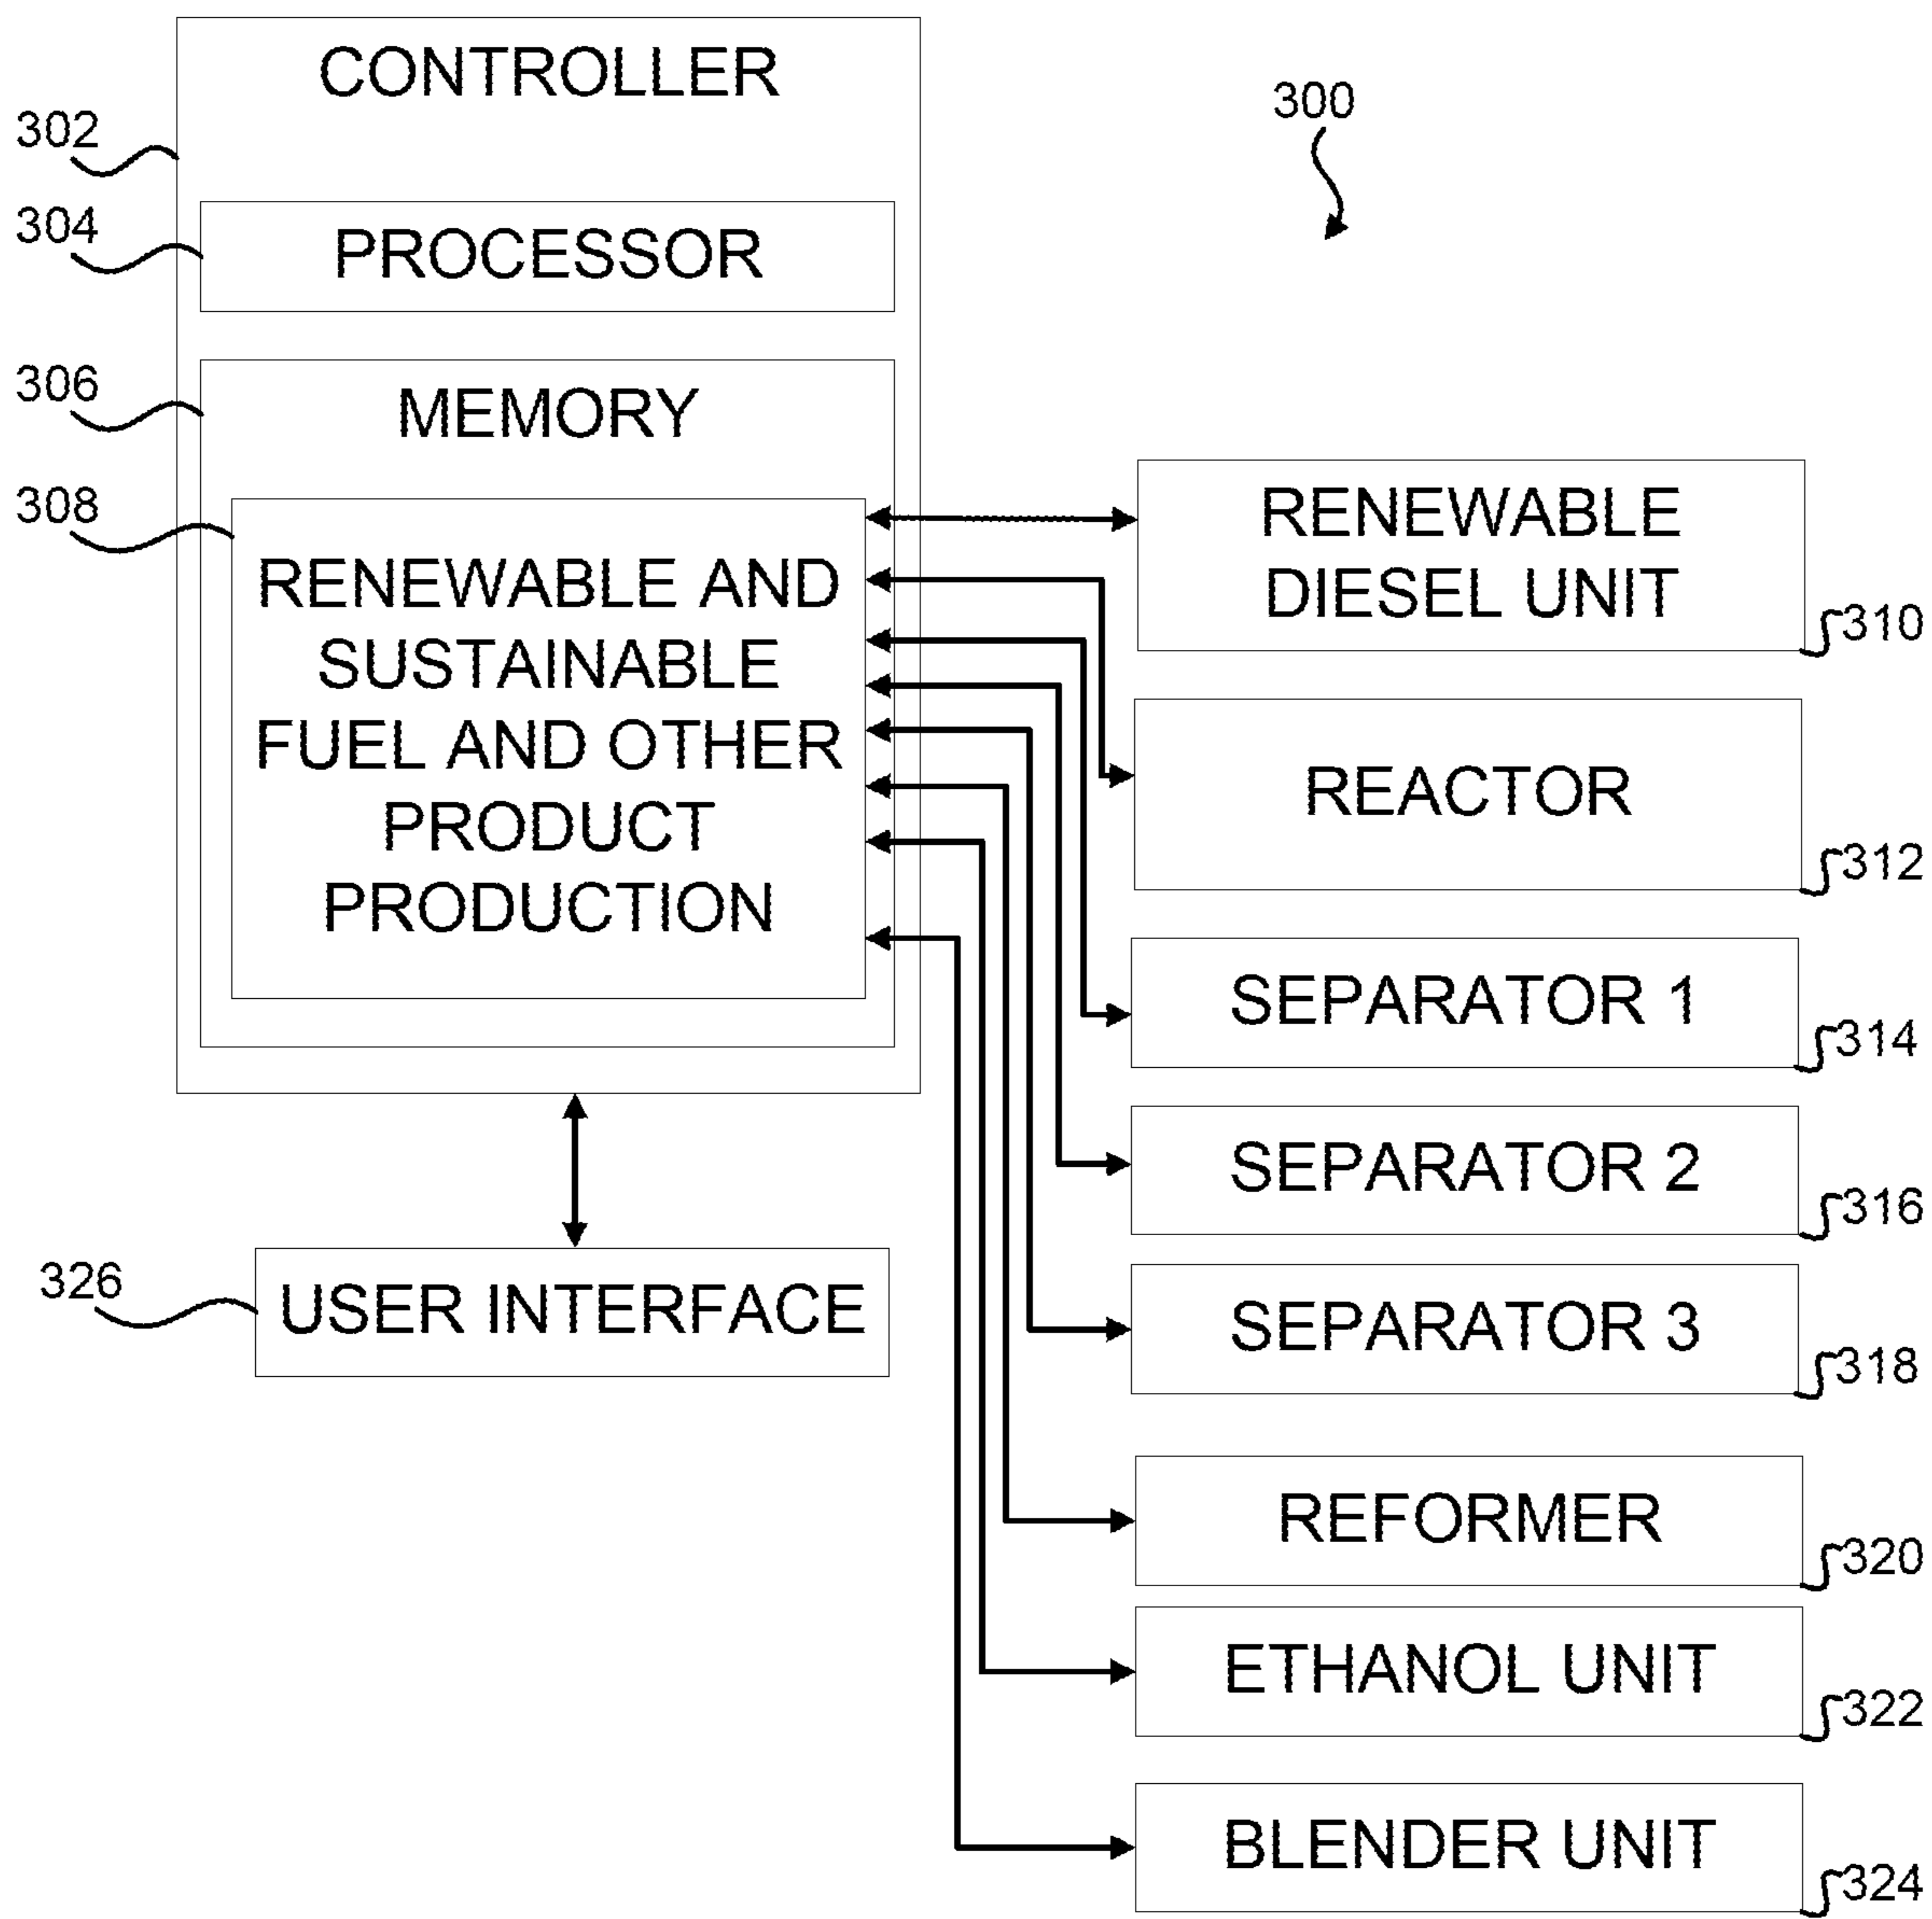 CONTROLLER
302
304
PROCESSOR
306
MEMORY
308
RENEWABLE AND
SUSTAINABLE
FUEL AND OTHER
PRODUCT
PRODUCTION
326
USER INTERFACE
300
RENEWABLE
DIESEL UNIT
310
REACTOR
312
SEPARATOR 1
314
SEPARATOR 2
316
SEPARATOR 3
318
REFORMER
320
ETHANOL UNIT
322
BLENDER UNIT
324